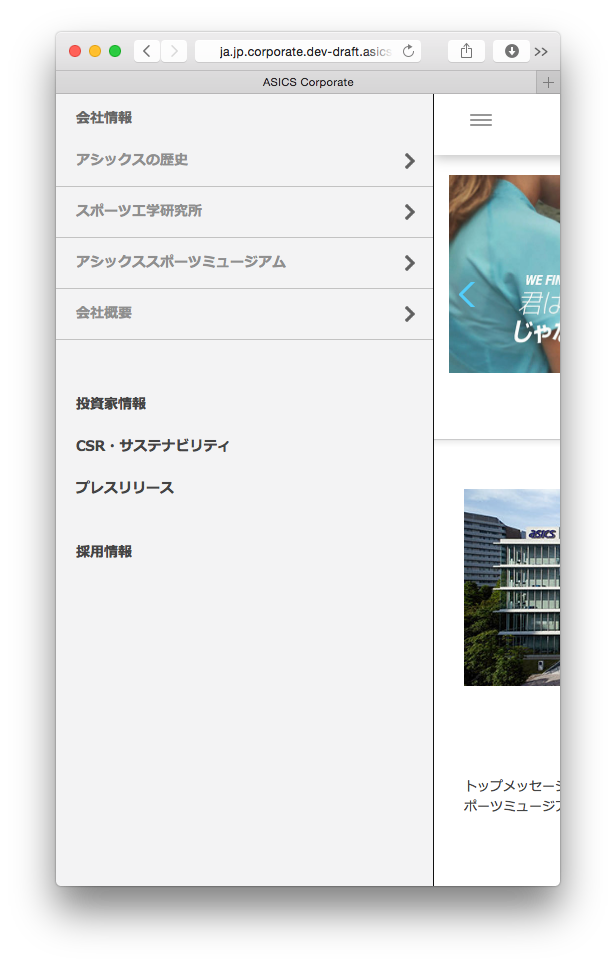 ja.jp.corporate.dev-draft.asics
ASICS Corporate
会社情報
アシックスの歴史
スポーツ工学研究所
アシックススポーツミュージアム
会社概要
投資家情報
CSR・サステナビリティ
プレスリリース
採用情報
WE FIN
君は
じゃな
asics
トップメッセージ
ポーツミュージア